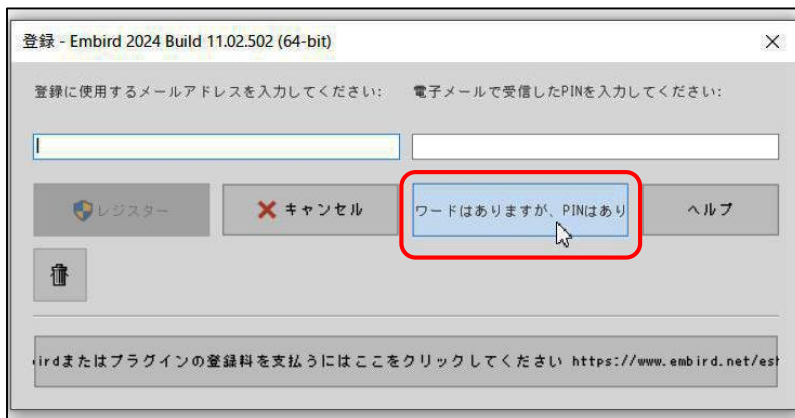 登録 - Embird 2024 Build 11.02.502 (64-bit)
登録に使用するメールアドレスを入力してください:
電子メールで受信したPINを入力してください:
レジスター
キャンセル
ワードはありますが、PINはあり
ヘルプ
irdまたはプラグインの登録料を支払うにはここをクリックしてください https://www.embird.net/est